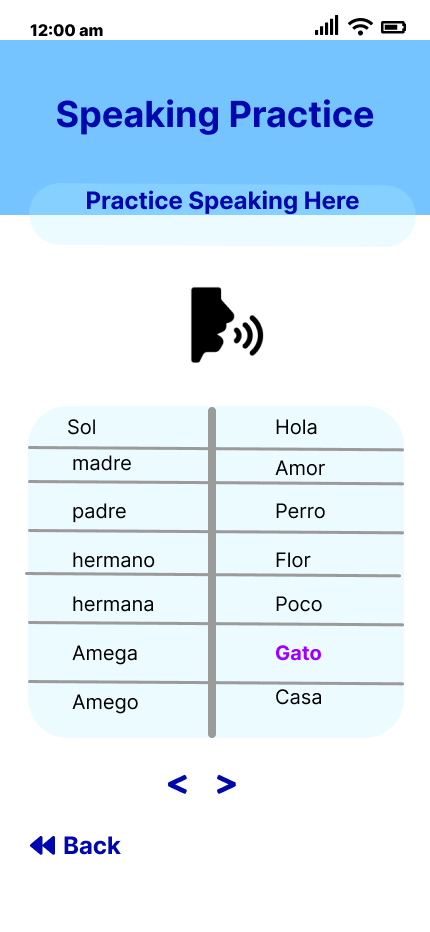 12:00 am
Speaking Practice
Practice Speaking Here
Sol Hola
madre Amor
padre Perro
hermano Flor
hermana Poco
Amega Gato
Amego Casa
< >
Back